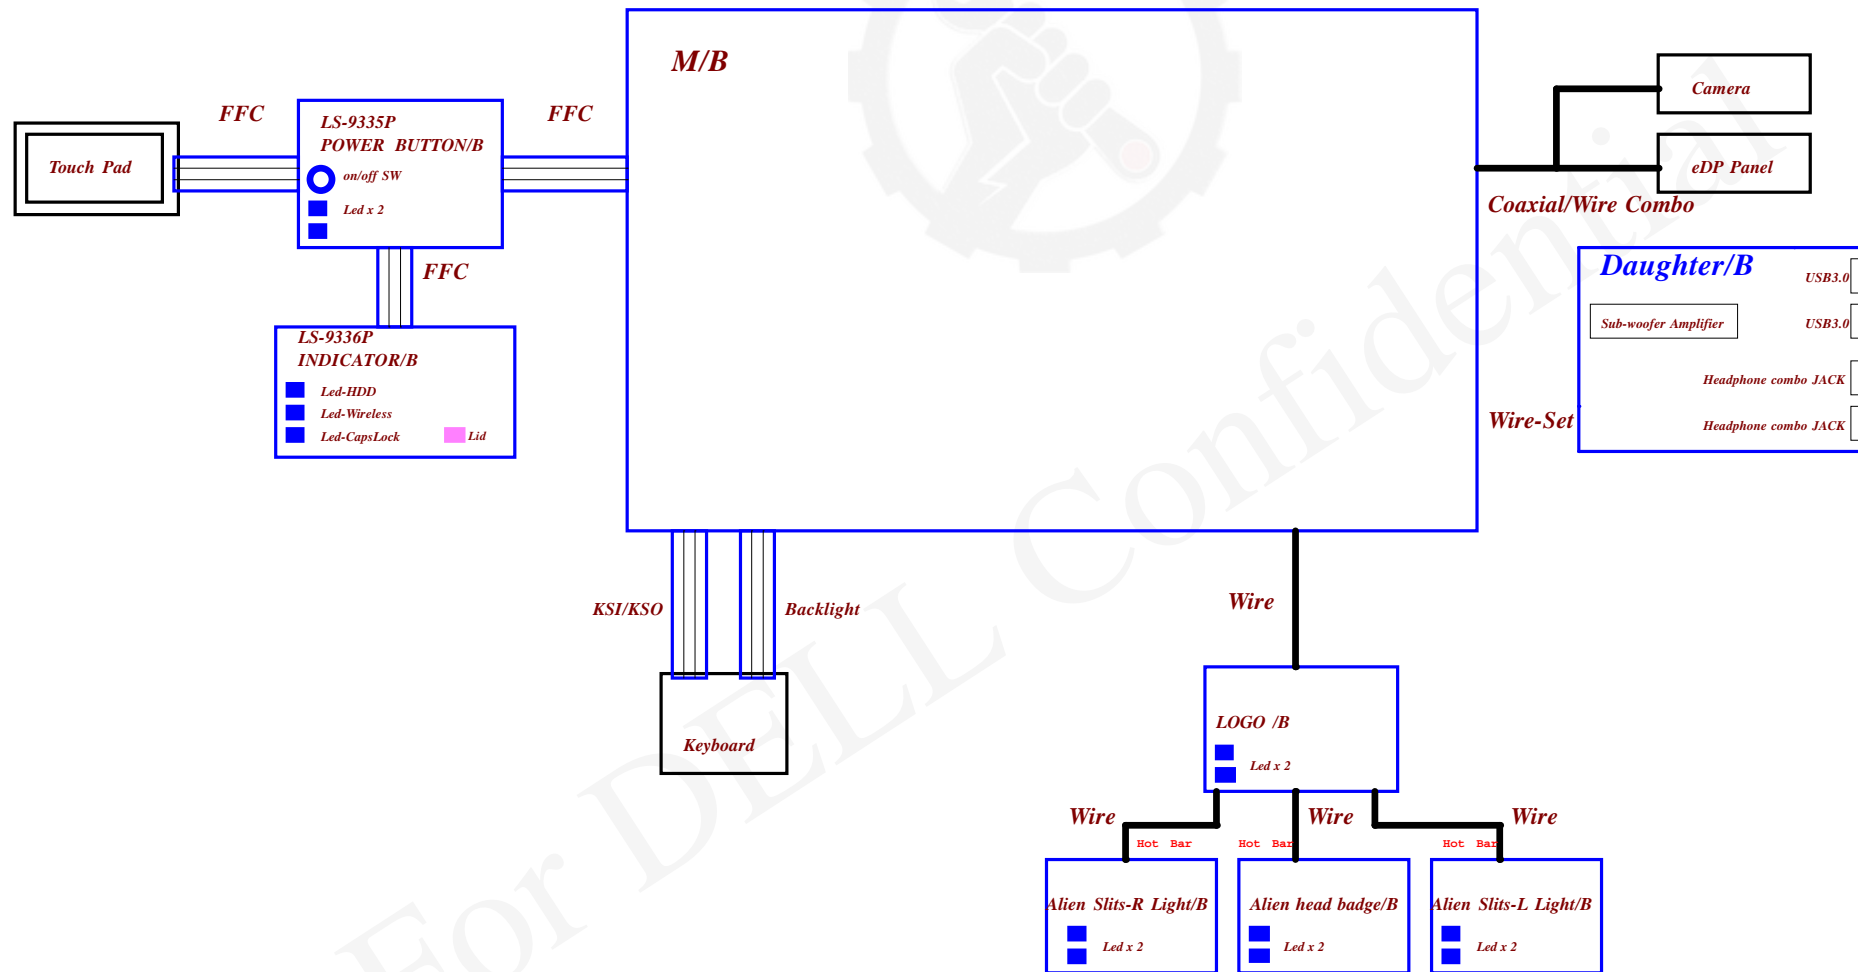 M/B
Camera
FFC
FFC
LS-9335P
POWER BUTTON/B
Touch Pad
on/off SW
eDP Panel
Led x 2
Coaxial/Wire Combo
FFC
Daughter/B
USB3.0
Sub-woofer Amplifier
USB3.0
LS-9336P
INDICATOR/B
Led-HDD
Led-Wireless
Led-CapsLock
Lid
Headphone combo JACK
Wire-Set
Headphone combo JACK
KSI/KSO
Backlight
Wire
Keyboard
LOGO /B
Led x 2
Wire
Wire
Wire
Hot Bar
Hot Bar
Hot Bar
Alien Slits-R Light/B
Alien head badge/B
Alien Slits-L Light/B
Led x 2
Led x 2
Led x 2
For DELL Confidential